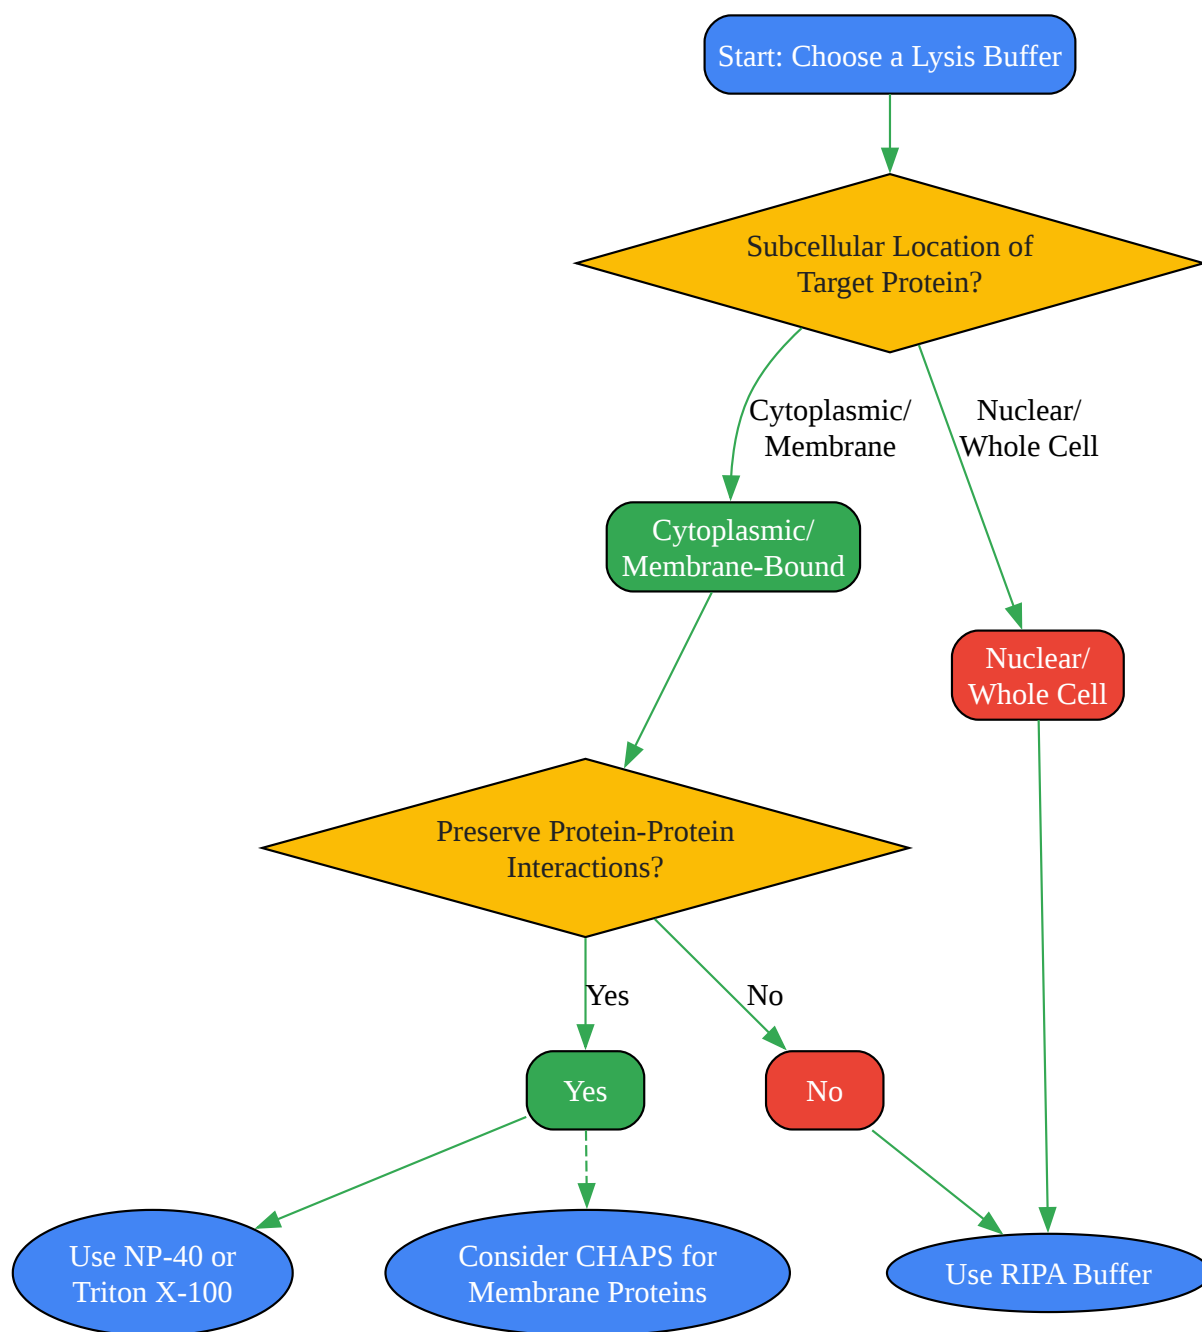 Start: Choose a Lysis Buffer
Subcellular Location of
Target Protein?
Cytoplasmic/
Membrane
Nuclear/
Whole Cell
Cytoplasmic/
Membrane-Bound
Nuclear/
Whole Cell
Preserve Protein-Protein
Interactions?
Yes
No
Yes
No
Use NP-40 or
Triton X-100
Consider CHAPS for
Membrane Proteins
Use RIPA Buffer